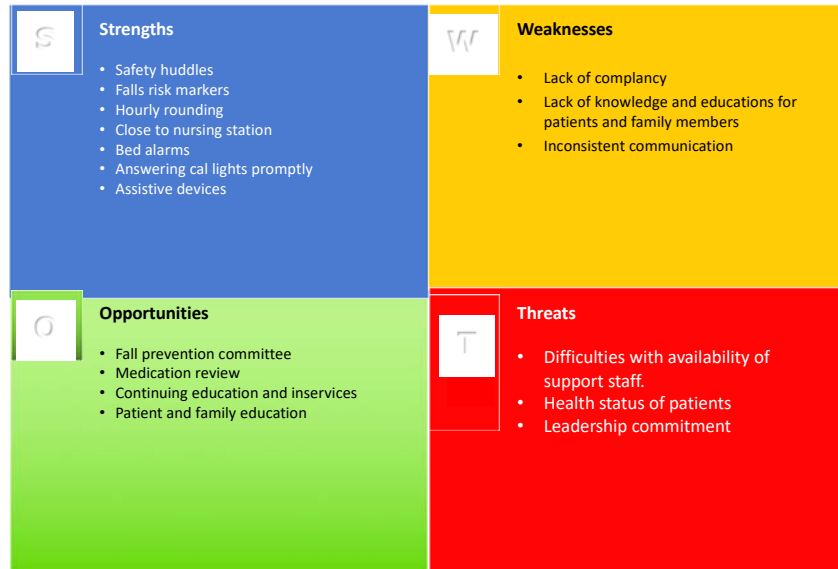 S
Strengths
• Safety huddles
• Falls risk markers
• Hourly rounding
• Close to nursing station
• Bed alarms
• Answering cal lights promptly
• Assistive devices
W
Weaknesses
• Lack of complancy
• Lack of knowledge and educations for
patients and family members
• Inconsistent communication
O
Opportunities
• Fall prevention committee
• Medication review
• Continuing education and inservices
• Patient and family education
T
Threats
• Difficulties with availability of
support staff.
• Health status of patients
• Leadership commitment